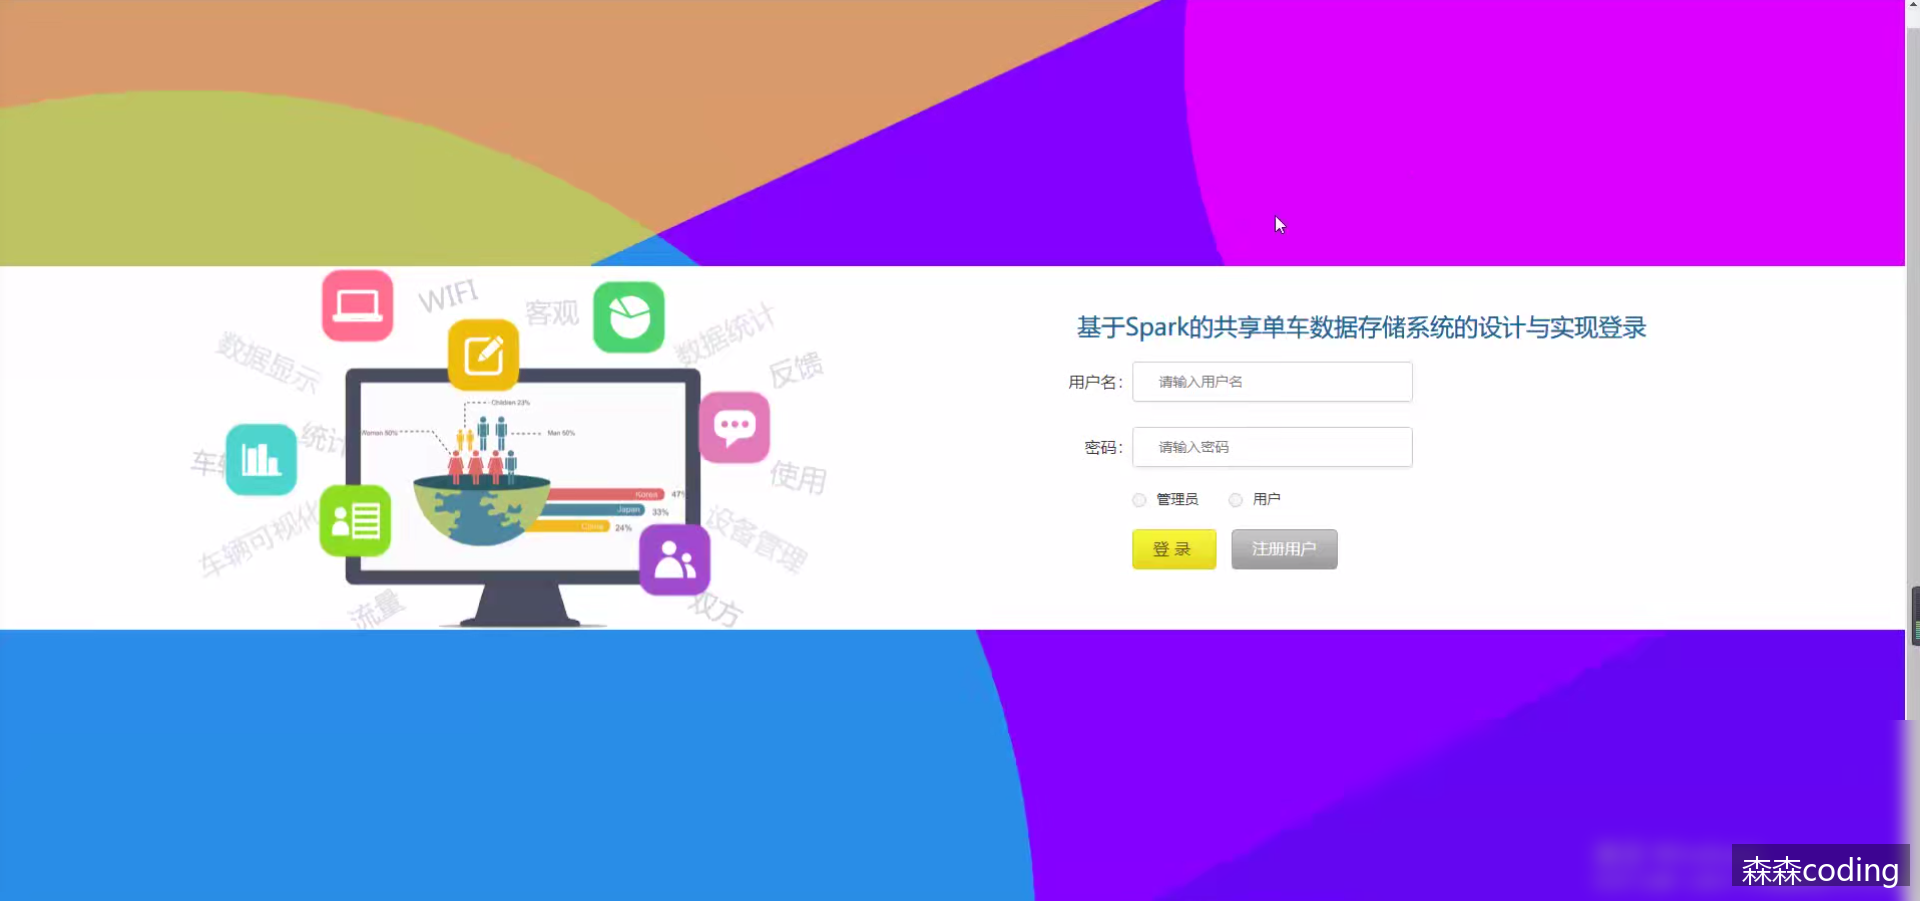 WIFI
客观
数据统计
数据显示
反馈
Children 23%
Women 50%
Man 50%
统计
使用
Korea 47%
Japan 33%
China 24%
车辆可视化
设备管理
流量
双方
基于Spark的共享单车数据存储系统的设计与实现登录
用户名：
请输入用户名
密码：
请输入密码
管理员 用户
登 录 注册用户
森森coding